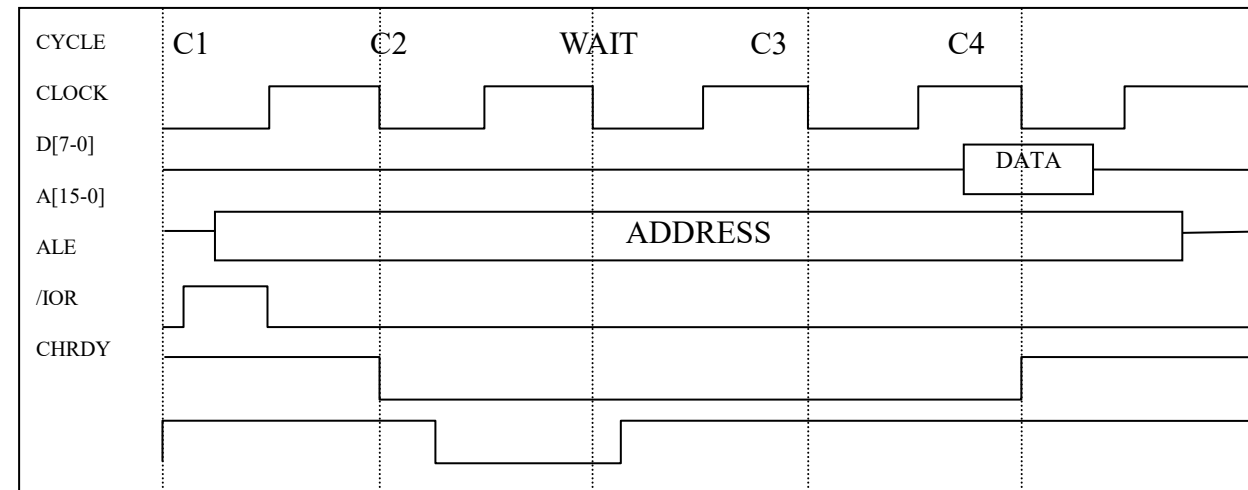 CYCLE C1 C2 WAIT C3 C4
CLOCK
D[7-0] DATA
A[15-0]
ADDRESS
ALE
/IOR
CHRDY